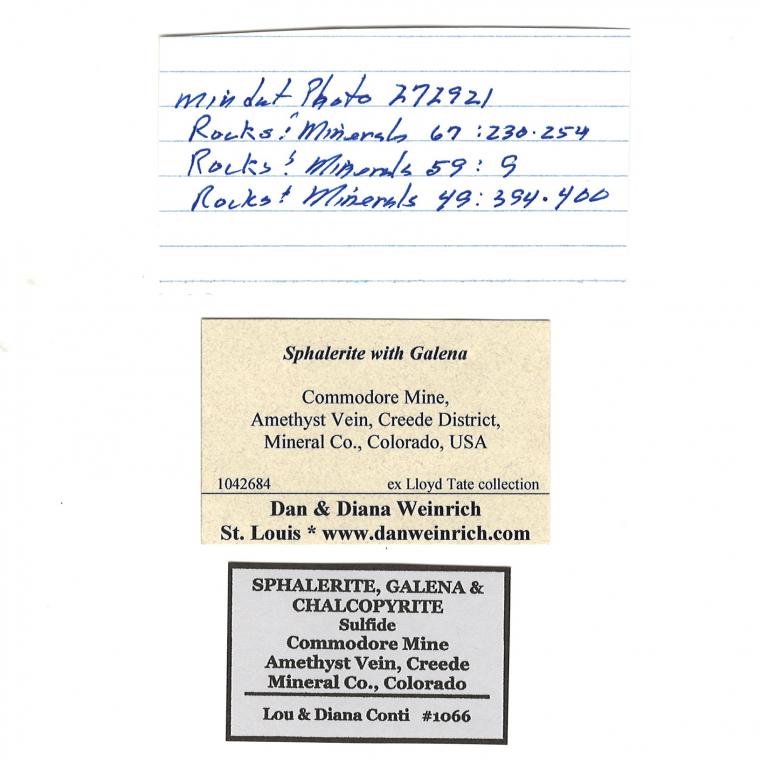 mindat Photo 272921
Rocks & Minerals 67:230-254
Rocks & Minerals 59: 9
Rocks & Minerals 49: 394-400
Sphalerite with Galena
Commodore Mine,
Amethyst Vein, Creede District,
Mineral Co., Colorado, USA
1042684 ex Lloyd Tate collection
Dan & Diana Weinrich
St. Louis * www.danweinrich.com
SPHALERITE, GALENA &
CHALCOPYRITE
Sulfide
Commodore Mine
Amethyst Vein, Creede
Mineral Co., Colorado
Lou & Diana Conti #1066